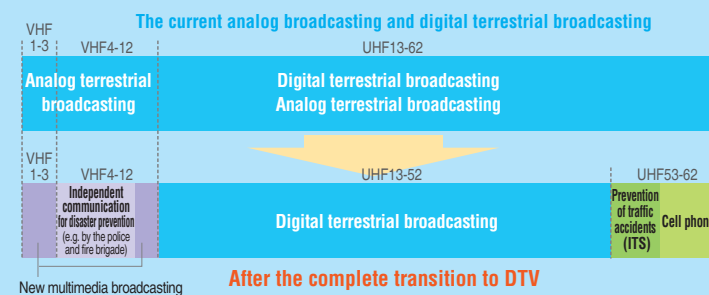 The current analog broadcasting and digital terrestrial broadcasting
VHF
1-3
VHF4-12
UHF13-62
Analog terrestrial
broadcasting
Digital terrestrial broadcasting
Analog terrestrial broadcasting
VHF
1-3
VHF4-12
UHF13-52
UHF53-62
Independent
communication
for disaster prevention
(e.g. by the police
and fire brigade)
Digital terrestrial broadcasting
Prevention
of traffic
accidents
(ITS)
Cell phon
New multimedia broadcasting
After the complete transition to DTV